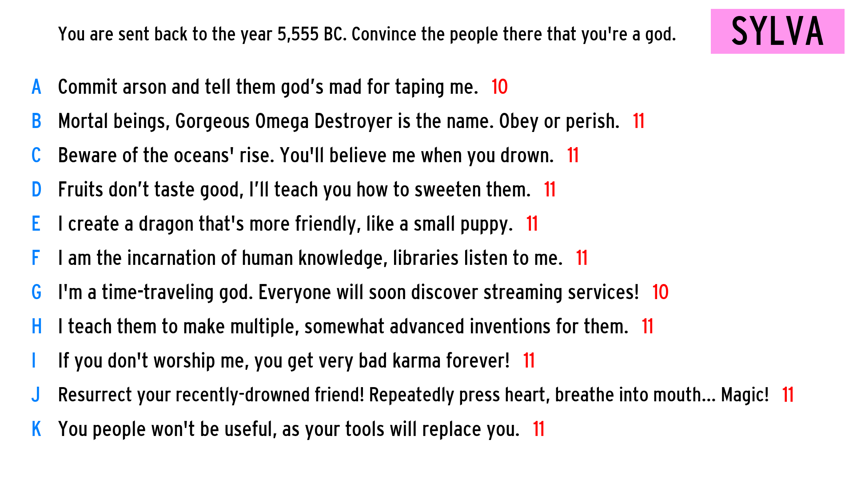 You are sent back to the year 5,555 BC. Convince the people there that you're a god.
SYLVA
A Commit arson and tell them god’s mad for taping me. 10
B Mortal beings, Gorgeous Omega Destroyer is the name. Obey or perish. 11
C Beware of the oceans' rise. You'll believe me when you drown. 11
D Fruits don’t taste good, I’ll teach you how to sweeten them. 11
E I create a dragon that's more friendly, like a small puppy. 11
F I am the incarnation of human knowledge, libraries listen to me. 11
G I'm a time-traveling god. Everyone will soon discover streaming services! 10
H I teach them to make multiple, somewhat advanced inventions for them. 11
I If you don't worship me, you get very bad karma forever! 11
J Resurrect your recently-drowned friend! Repeatedly press heart, breathe into mouth... Magic! 11
K You people won't be useful, as your tools will replace you. 11